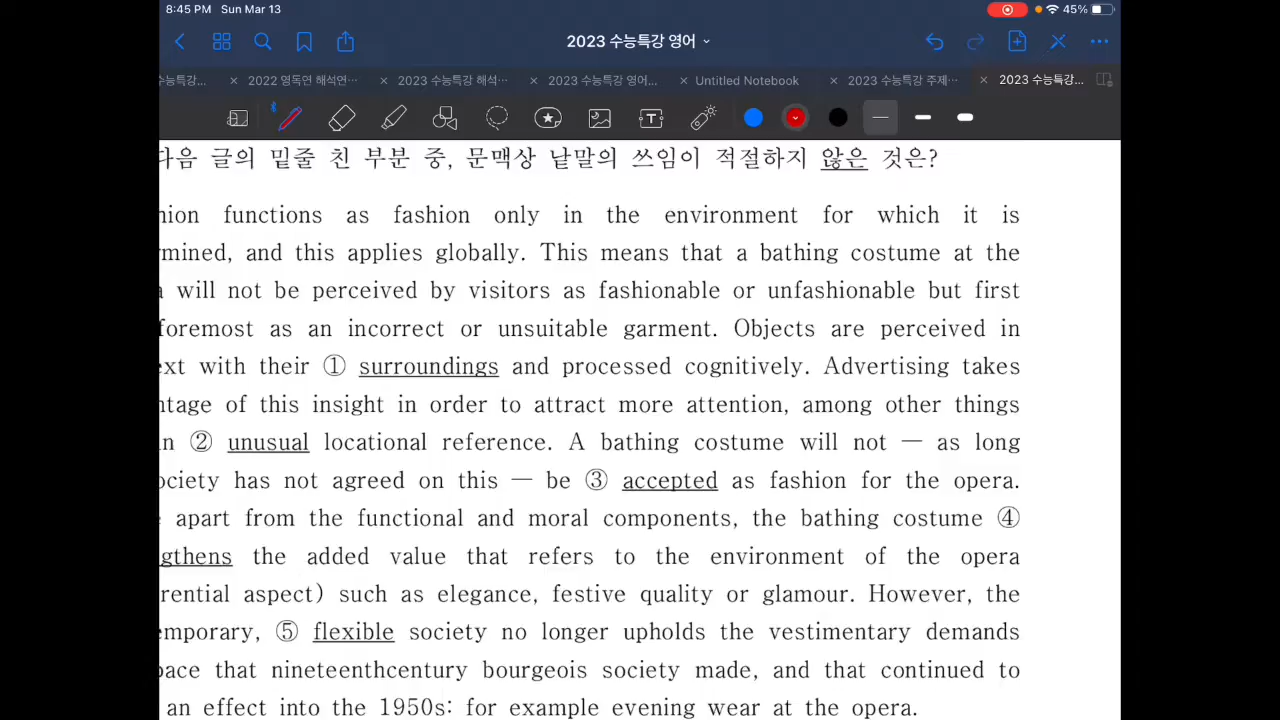 8:45 PM Sun Mar 13
45%
2023 수능특강 영어
수능특강... 2022 영독연 해석연... 2023 수능특강 해석... 2023 수능특강 영어... Untitled Notebook 2023 수능특강 주제... 2023 수능특강...
다음 글의 밑줄 친 부분 중, 문맥상 낱말의 쓰임이 적절하지 않은 것은?
hion functions as fashion only in the environment for which it is
rmined, and this applies globally. This means that a bathing costume at the
a will not be perceived by visitors as fashionable or unfashionable but first
foremost as an incorrect or unsuitable garment. Objects are perceived in
ext with their ① surroundings and processed cognitively. Advertising takes
ntage of this insight in order to attract more attention, among other things
in ② unusual locational reference. A bathing costume will not — as long
ociety has not agreed on this — be ③ accepted as fashion for the opera.
e apart from the functional and moral components, the bathing costume ④
gthens the added value that refers to the environment of the opera
rential aspect) such as elegance, festive quality or glamour. However, the
emporary, ⑤ flexible society no longer upholds the vestimentary demands
pace that nineteenthcentury bourgeois society made, and that continued to
an effect into the 1950s: for example evening wear at the opera.